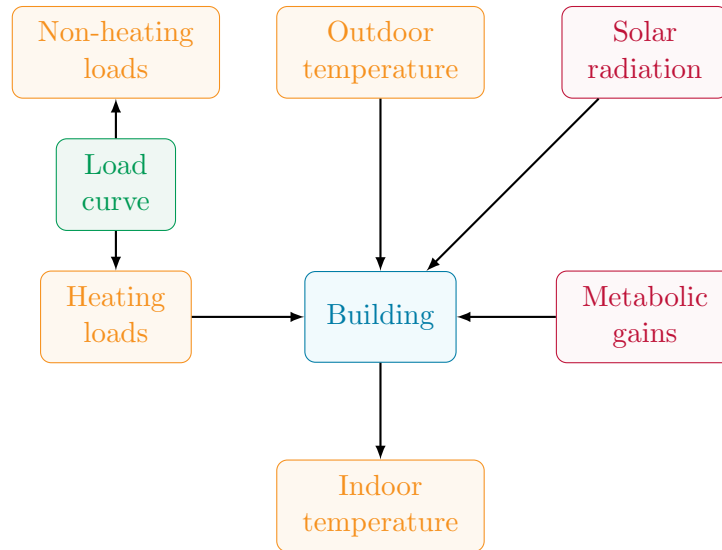 Non-heating
loads
Outdoor
temperature
Solar
radiation
Load
curve
Heating
loads
Building
Metabolic
gains
Indoor
temperature